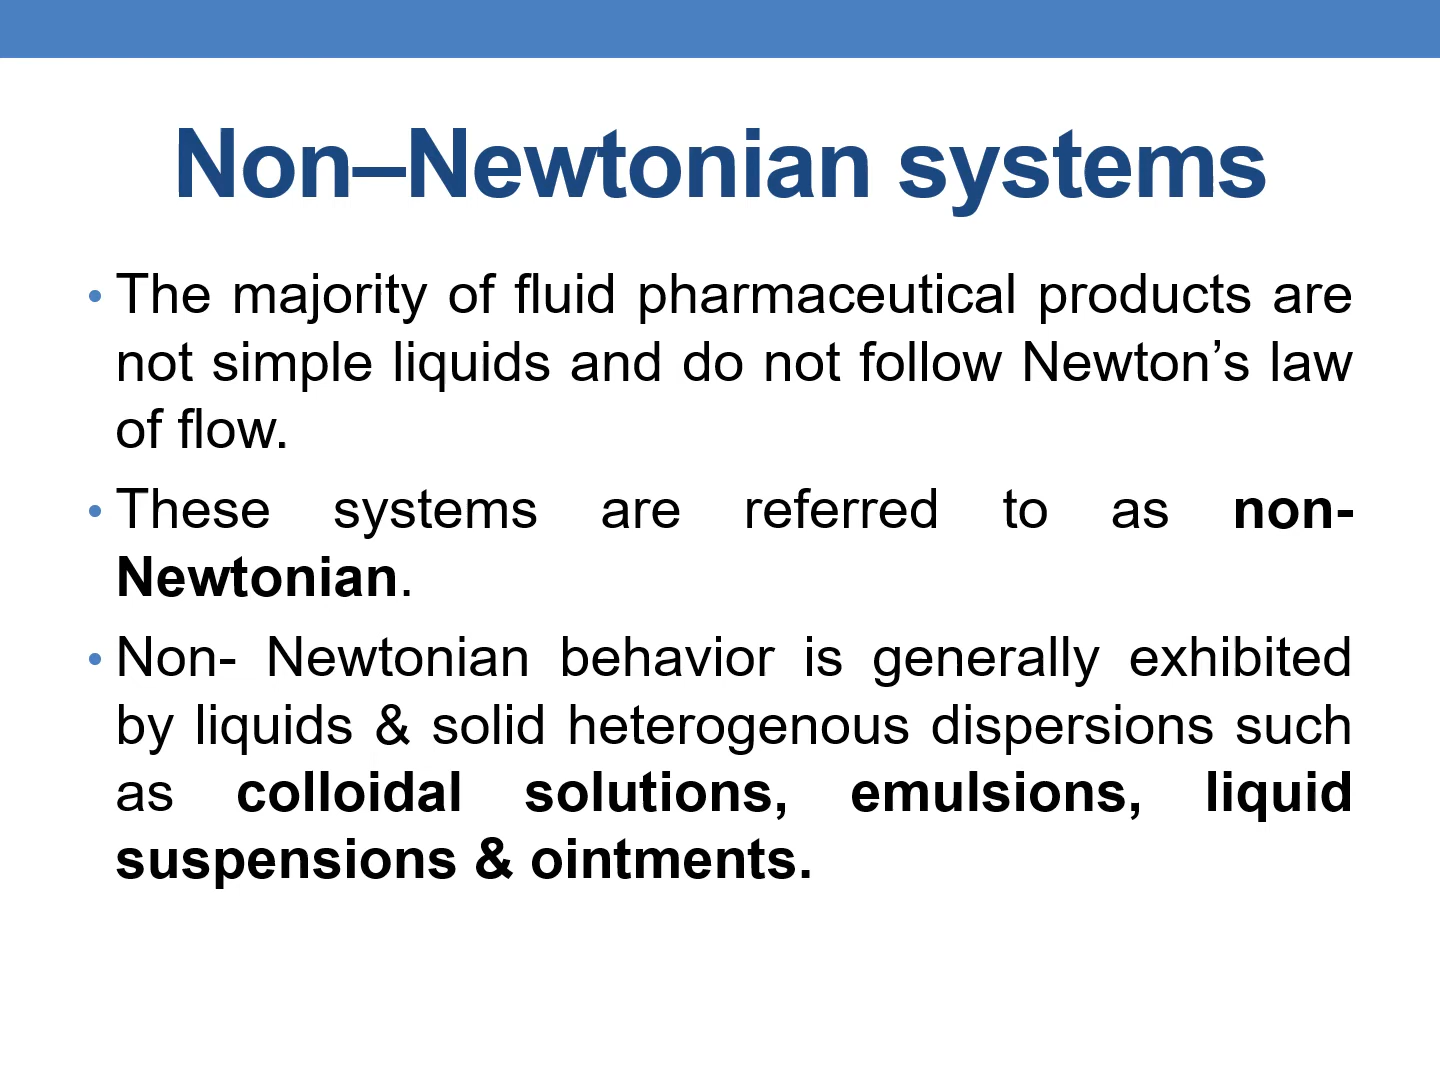 Non–Newtonian systems
• The majority of fluid pharmaceutical products are
not simple liquids and do not follow Newton’s law
of flow.
• These systems are referred to as non-
Newtonian.
• Non- Newtonian behavior is generally exhibited
by liquids & solid heterogenous dispersions such
as colloidal solutions, emulsions, liquid
suspensions & ointments.